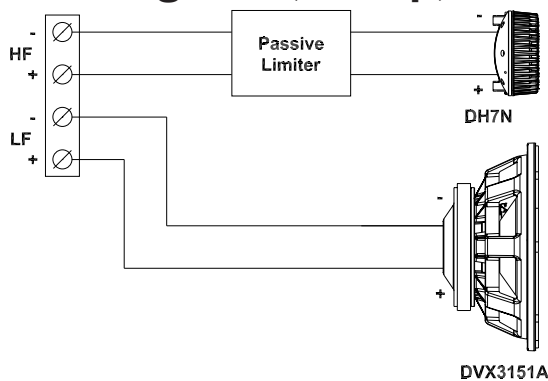 -
HF
+
-
LF
+
Passive
Limiter
-
+
DH7N
-
+
DVX3151A